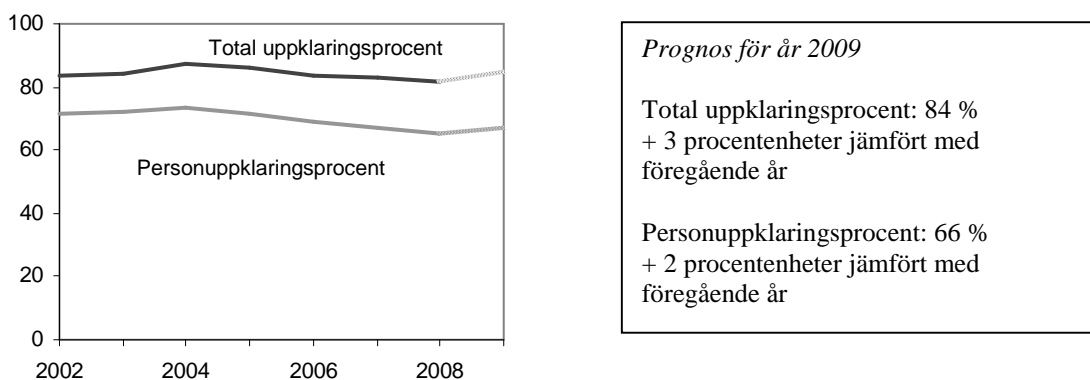 100
80
60
40
20
0
Total uppklaringsprocent
Personuppklaringsprocent
2002
2004
2006
2008
Prognos för år 2009
Total uppklaringsprocent: 84 %
+ 3 procentenheter jämfört med
föregående år
Personuppklaringsprocent: 66 %
+ 2 procentenheter jämfört med
föregående år